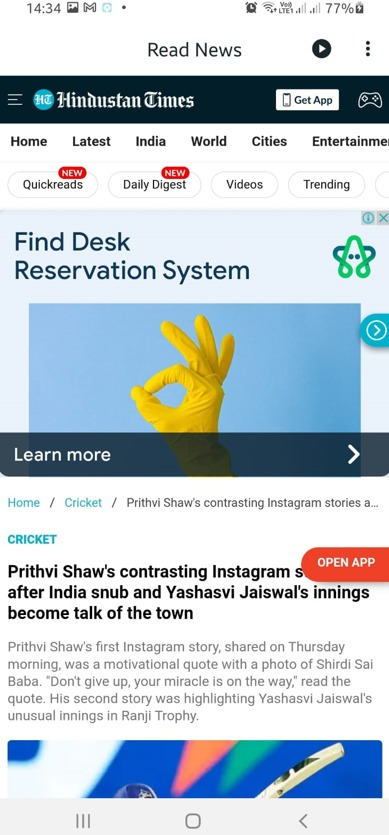 14:34
77%
Read News
HT Hindustan Times
Get App
Home Latest India World Cities Entertainme
NEW NEW
Quickreads Daily Digest Videos Trending
Find Desk
Reservation System
Learn more
Home / Cricket / Prithvi Shaw's contrasting Instagram stories a...
CRICKET
OPEN APP
Prithvi Shaw's contrasting Instagram s
after India snub and Yashasvi Jaiswal's innings
become talk of the town
Prithvi Shaw's first Instagram story, shared on Thursday
morning, was a motivational quote with a photo of Shirdi Sai
Baba. "Don't give up, your miracle is on the way," read the
quote. His second story was highlighting Yashasvi Jaiswal's
unusual innings in Ranji Trophy.